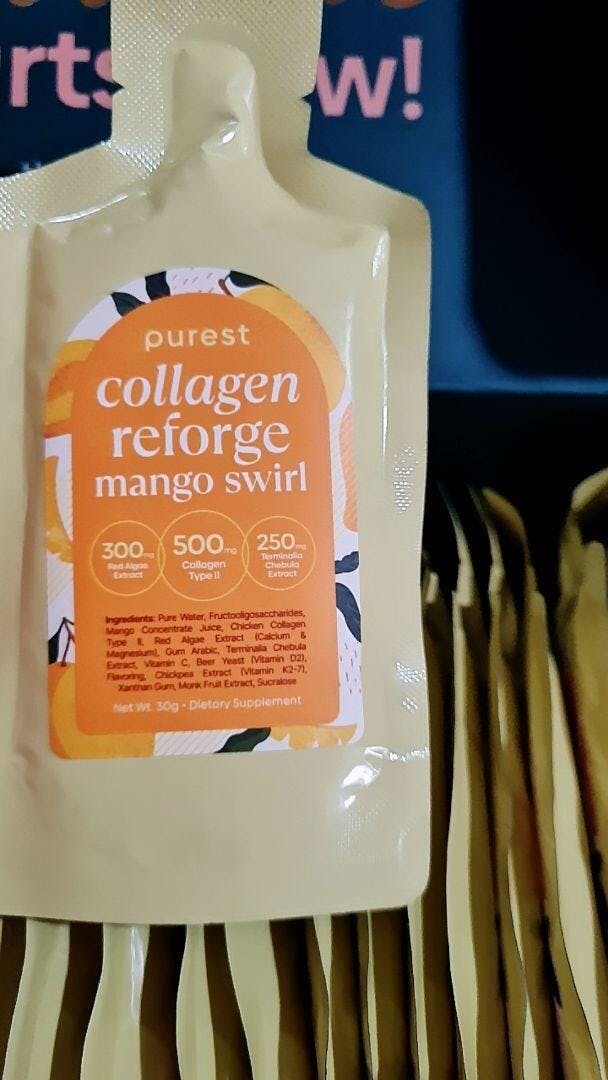 rts
w!
purest
collagen
reforge
mango swirl
300mg
Red Algae
Extract
500mg
Collagen
Type II
250mg
Terminalia
Chebula
Extract
Ingredients: Pure Water, Fructooligosaccharides,
Mango Concentrate Juice, Chicken Collagen
Type II, Red Algae Extract (Calcium &
Magnesium), Gum Arabic, Terminalia Chebula
Extract, Vitamin C, Beer Yeast (Vitamin D2),
Flavoring, Chickpea Extract (Vitamin K2-7),
Xanthan Gum, Monk Fruit Extract, Sucralose
Net Wt. 30g • Dietary Supplement